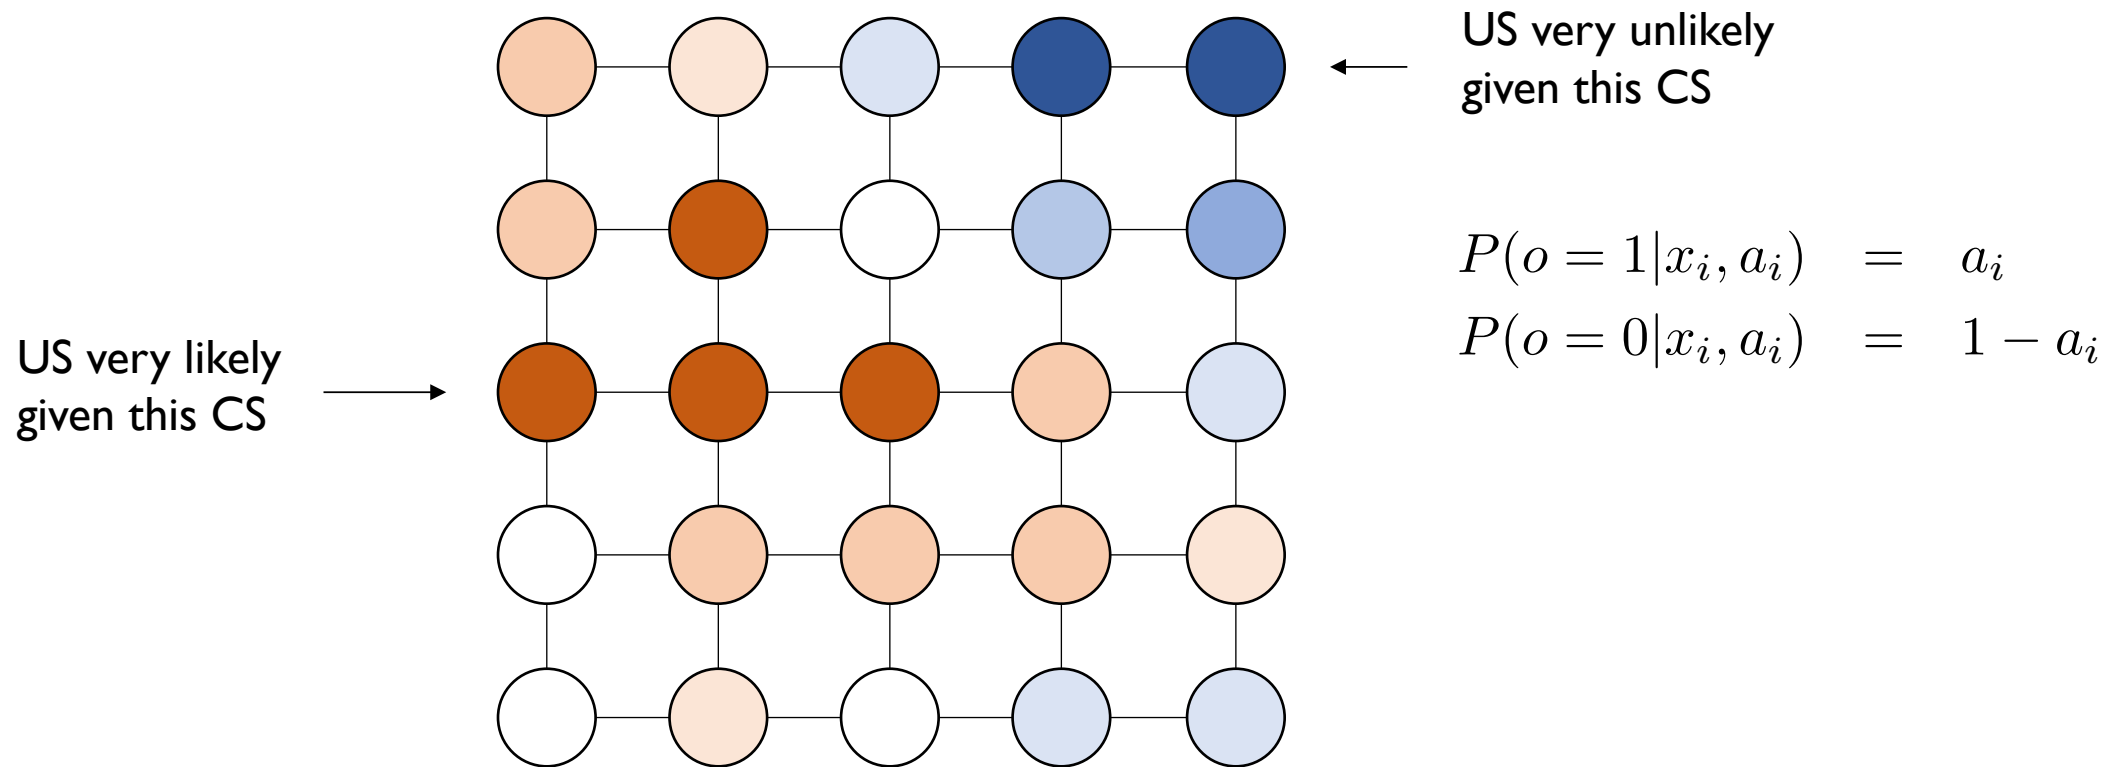 US very unlikely
given this CS
P(o = 1|x_i, a_i) = a_i
P(o = 0|x_i, a_i) = 1 − a_i
US very likely
given this CS